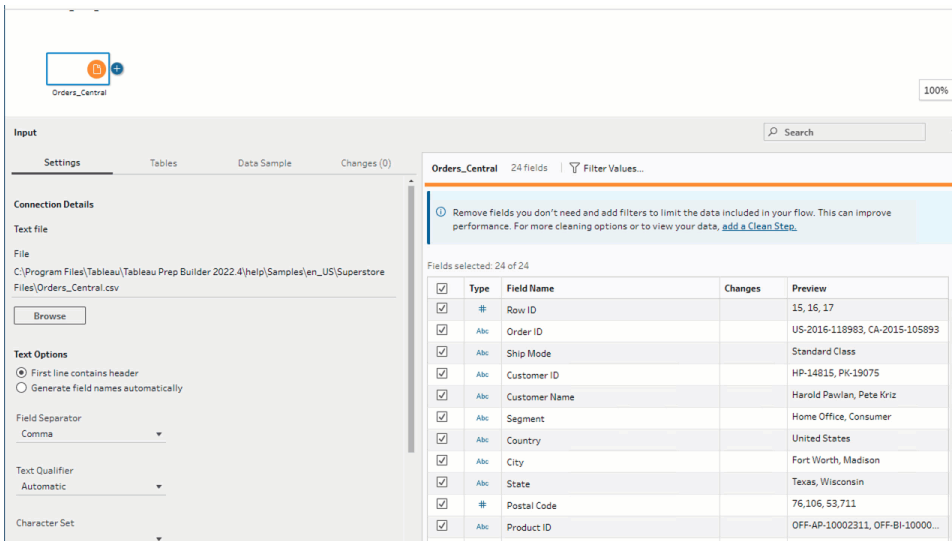 Orders_Central
100%
Input
Search
Settings Tables Data Sample Changes (0)
Connection Details
Text file
File
C:\Program Files\Tableau\Tableau Prep Builder 2022.4\help\Samples\en_US\Superstore
Files\Orders_Central.csv
Browse
Text Options
First line contains header
Generate field names automatically
Field Separator
Comma
Text Qualifier
Automatic
Character Set
Orders_Central 24 fields Filter Values...
Remove fields you don't need and add filters to limit the data included in your flow. This can improve
performance. For more cleaning options or to view your data, add a Clean Step.
Fields selected: 24 of 24
Type Field Name Changes Preview
# Row ID 15, 16, 17
Abc Order ID US-2016-118983, CA-2015-105893
Abc Ship Mode Standard Class
Abc Customer ID HP-14815, PK-19075
Abc Customer Name Harold Pawlan, Pete Kriz
Abc Segment Home Office, Consumer
Abc Country United States
Abc City Fort Worth, Madison
Abc State Texas, Wisconsin
# Postal Code 76,106, 53,711
Abc Product ID OFF-AP-10002311, OFF-BI-10000...